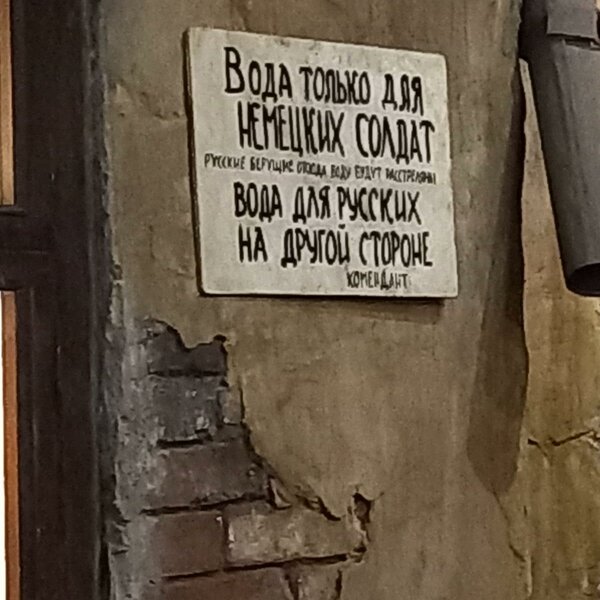 Вода только для
немецких солдат
русские берущие отсюда воду будут расстреляны
вода для русских
на другой стороне
комендант